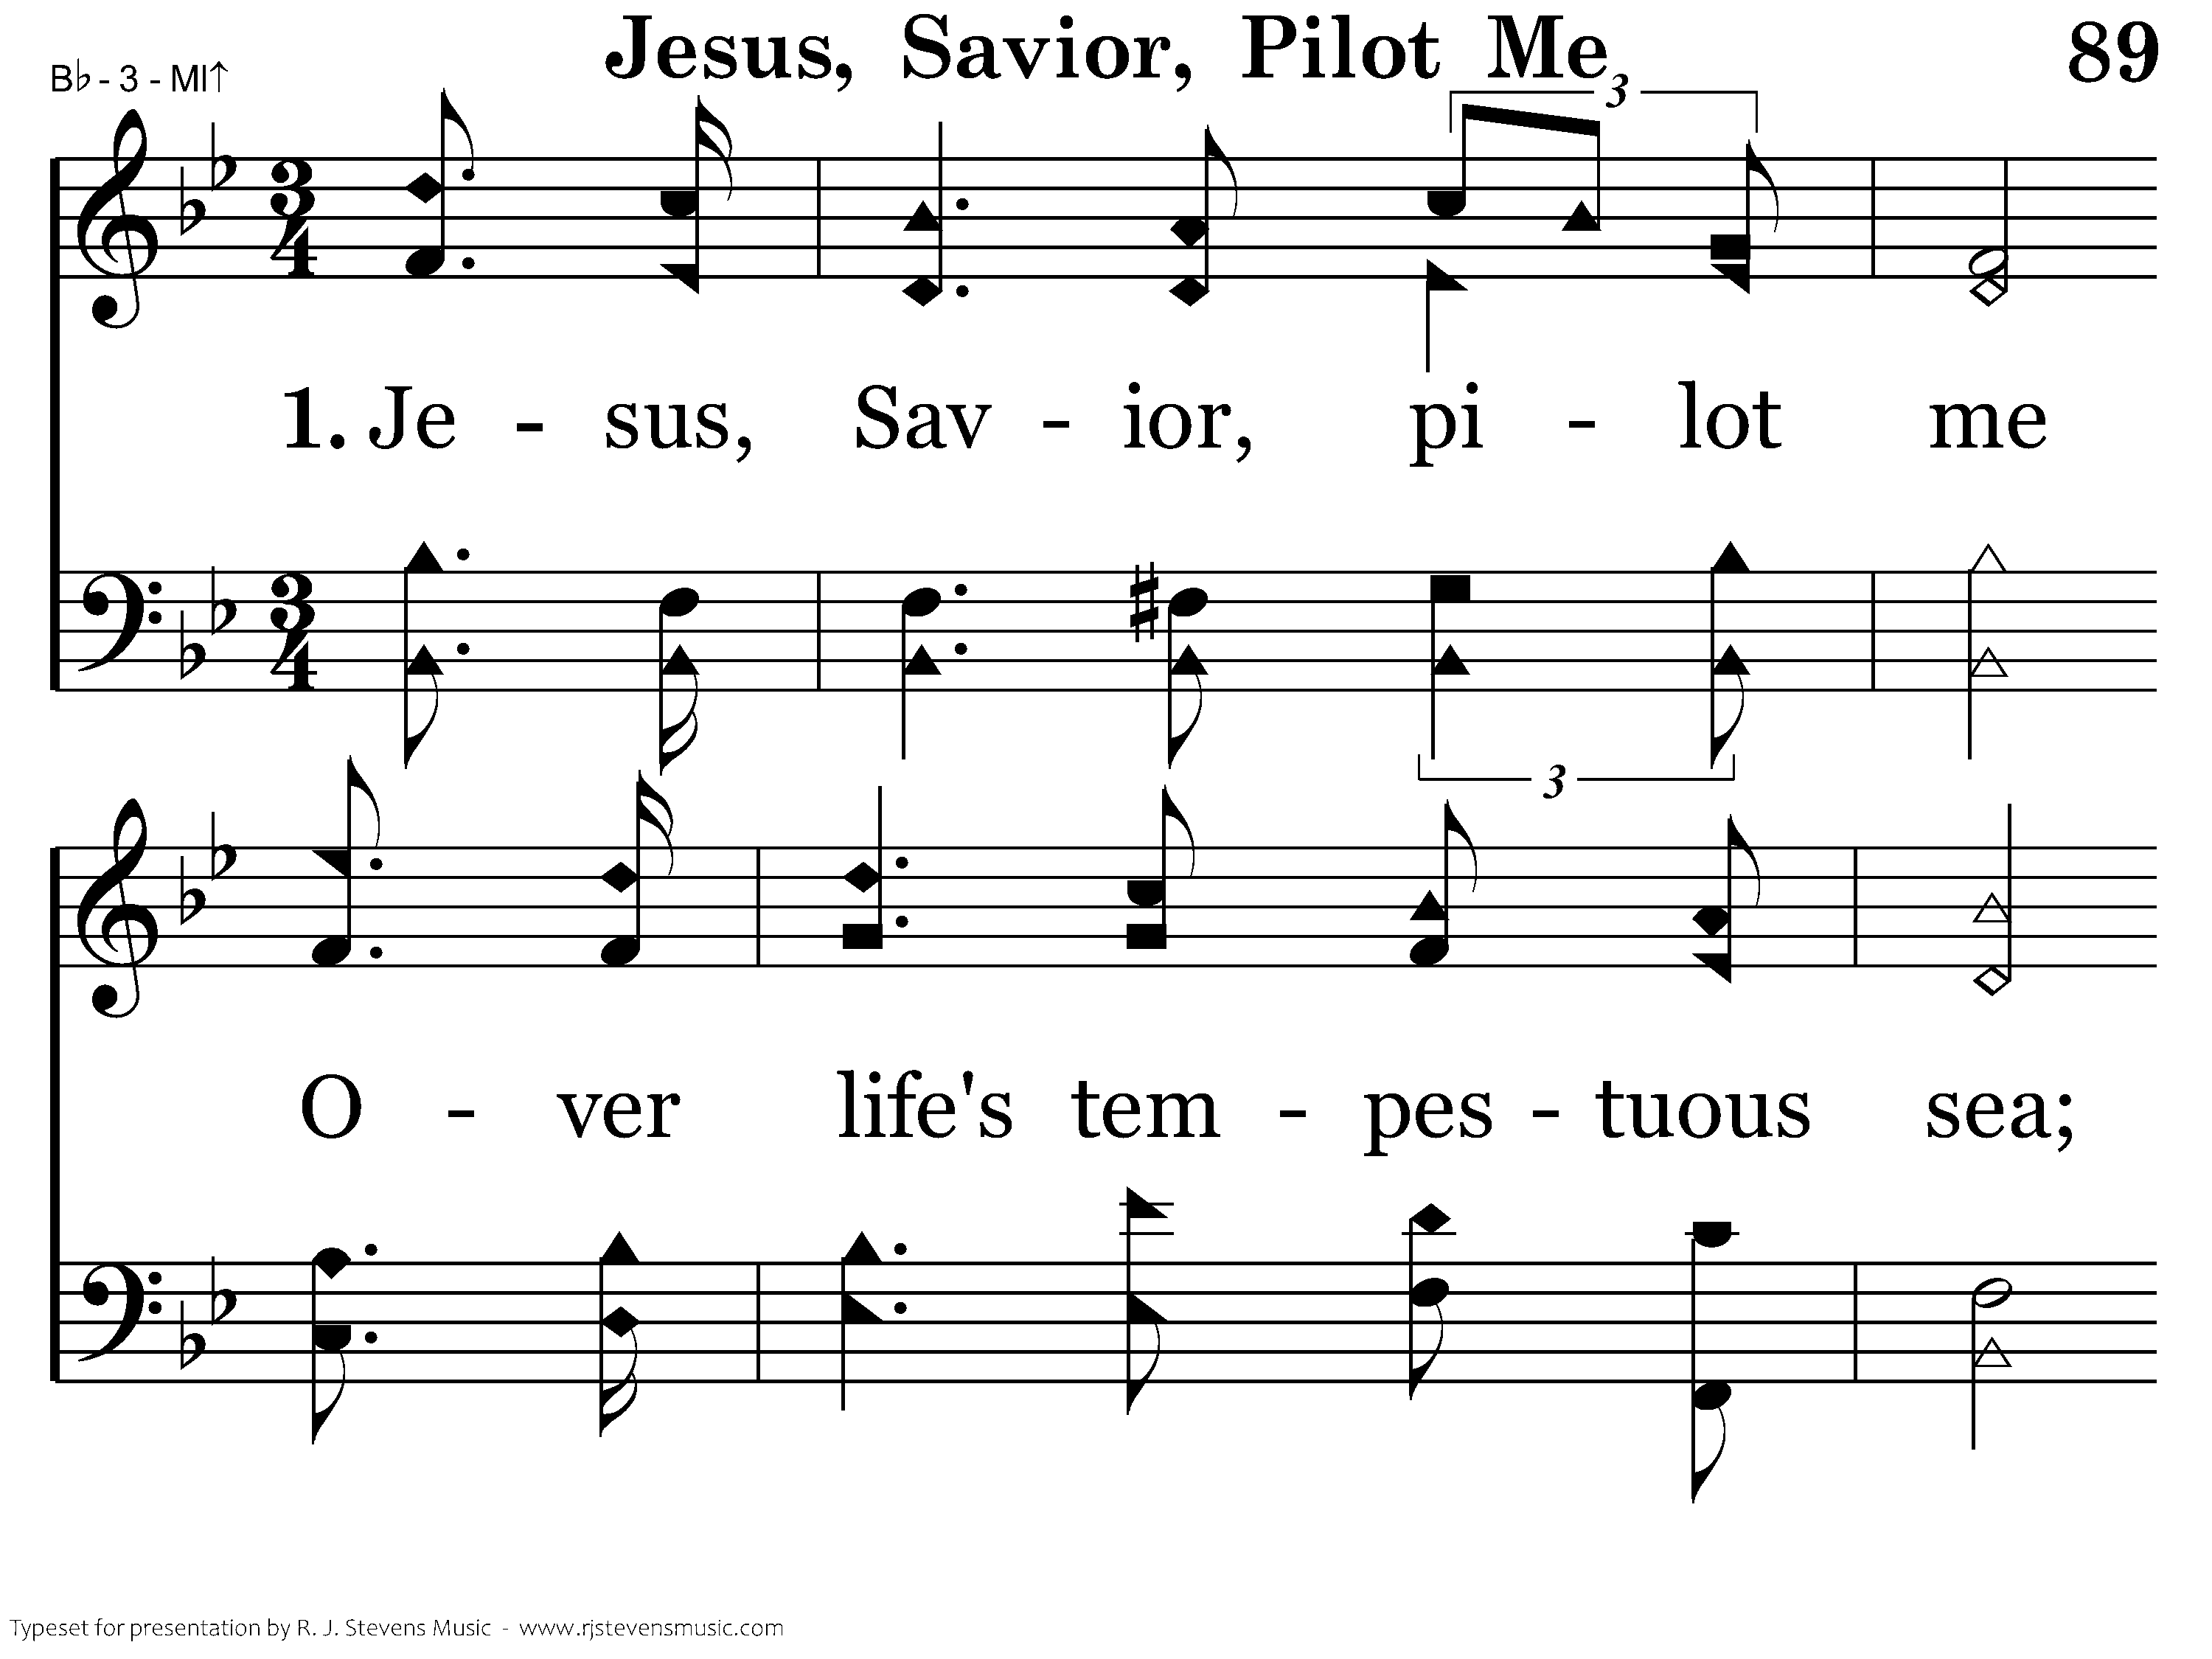 Jesus, Savior, Pilot Me
89
B♭ - 3 - MI↑
3
1. Je - sus, Sav - ior, pi - lot me
3
O - ver life's tem - pes - tuous sea;
Typeset for presentation by R. J. Stevens Music - www.rjstevensmusic.com